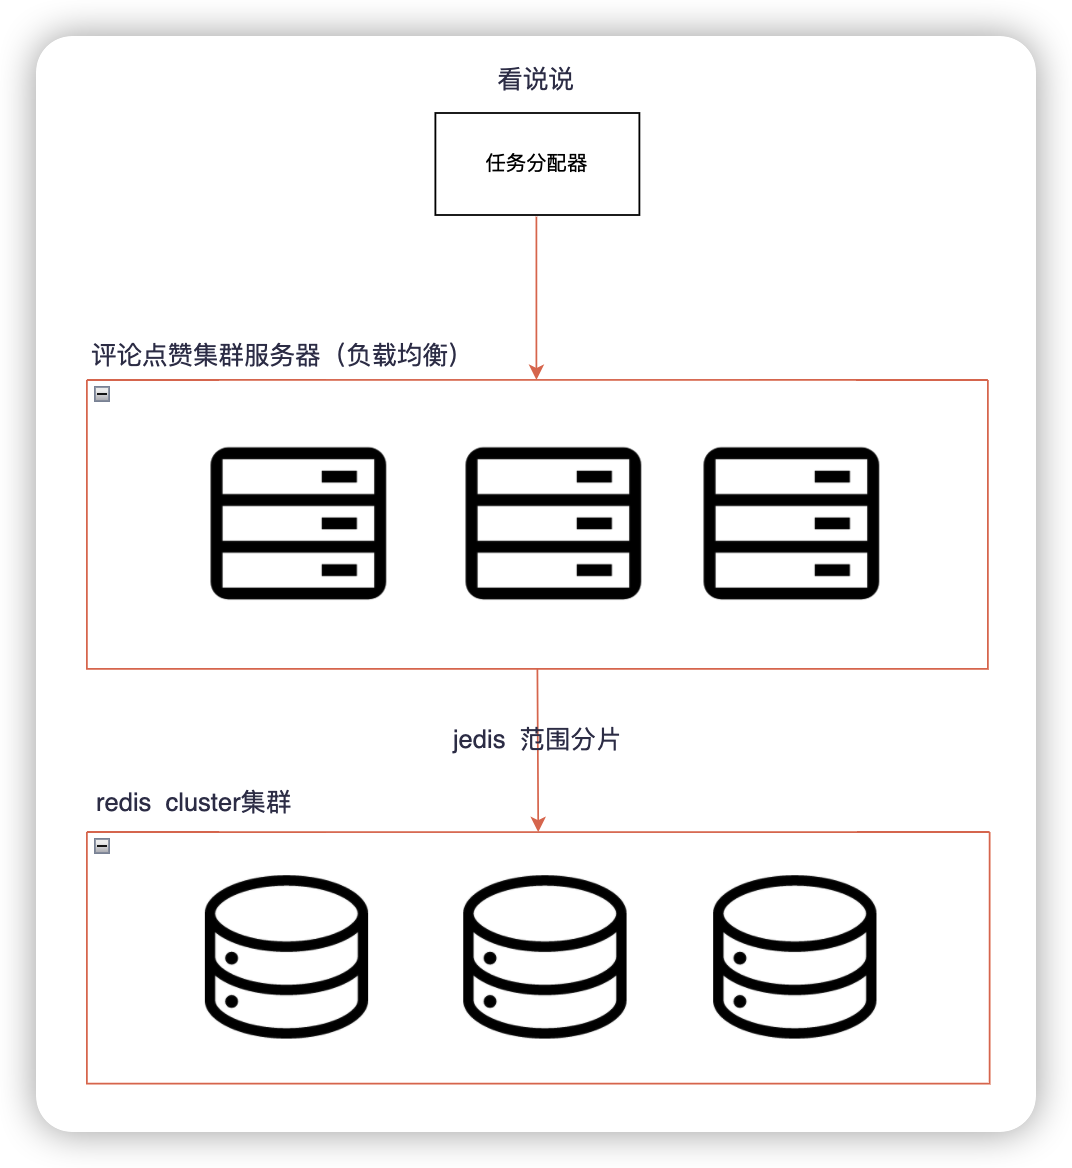 看说说
任务分配器
评论点赞集群服务器（负载均衡）
jedis 范围分片
redis cluster集群